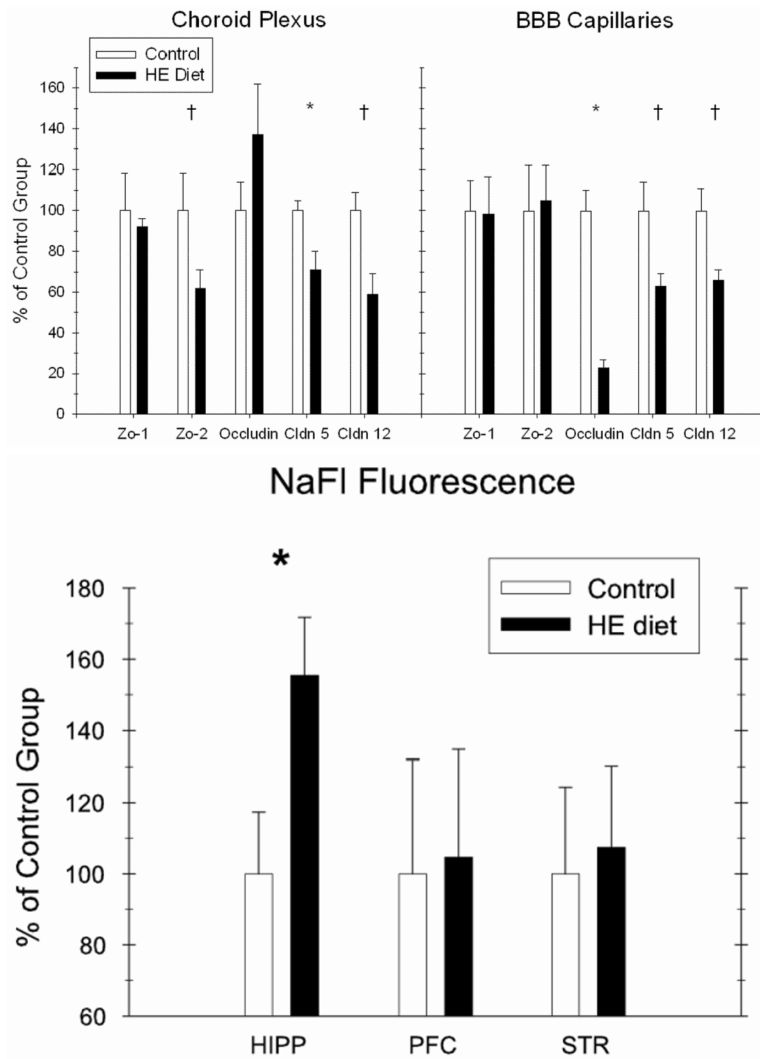 Choroid Plexus
BBB Capillaries
Control
HE Diet
% of Control Group
160
140
120
100
80
60
40
20
0
†
*
†
*
†
†
Zo-1 Zo-2 Occludin Cldn 5 Cldn 12
Zo-1 Zo-2 Occludin Cldn 5 Cldn 12
NaFl Fluorescence
*
Control
HE diet
% of Control Group
180
160
140
120
100
80
60
HIPP PFC STR